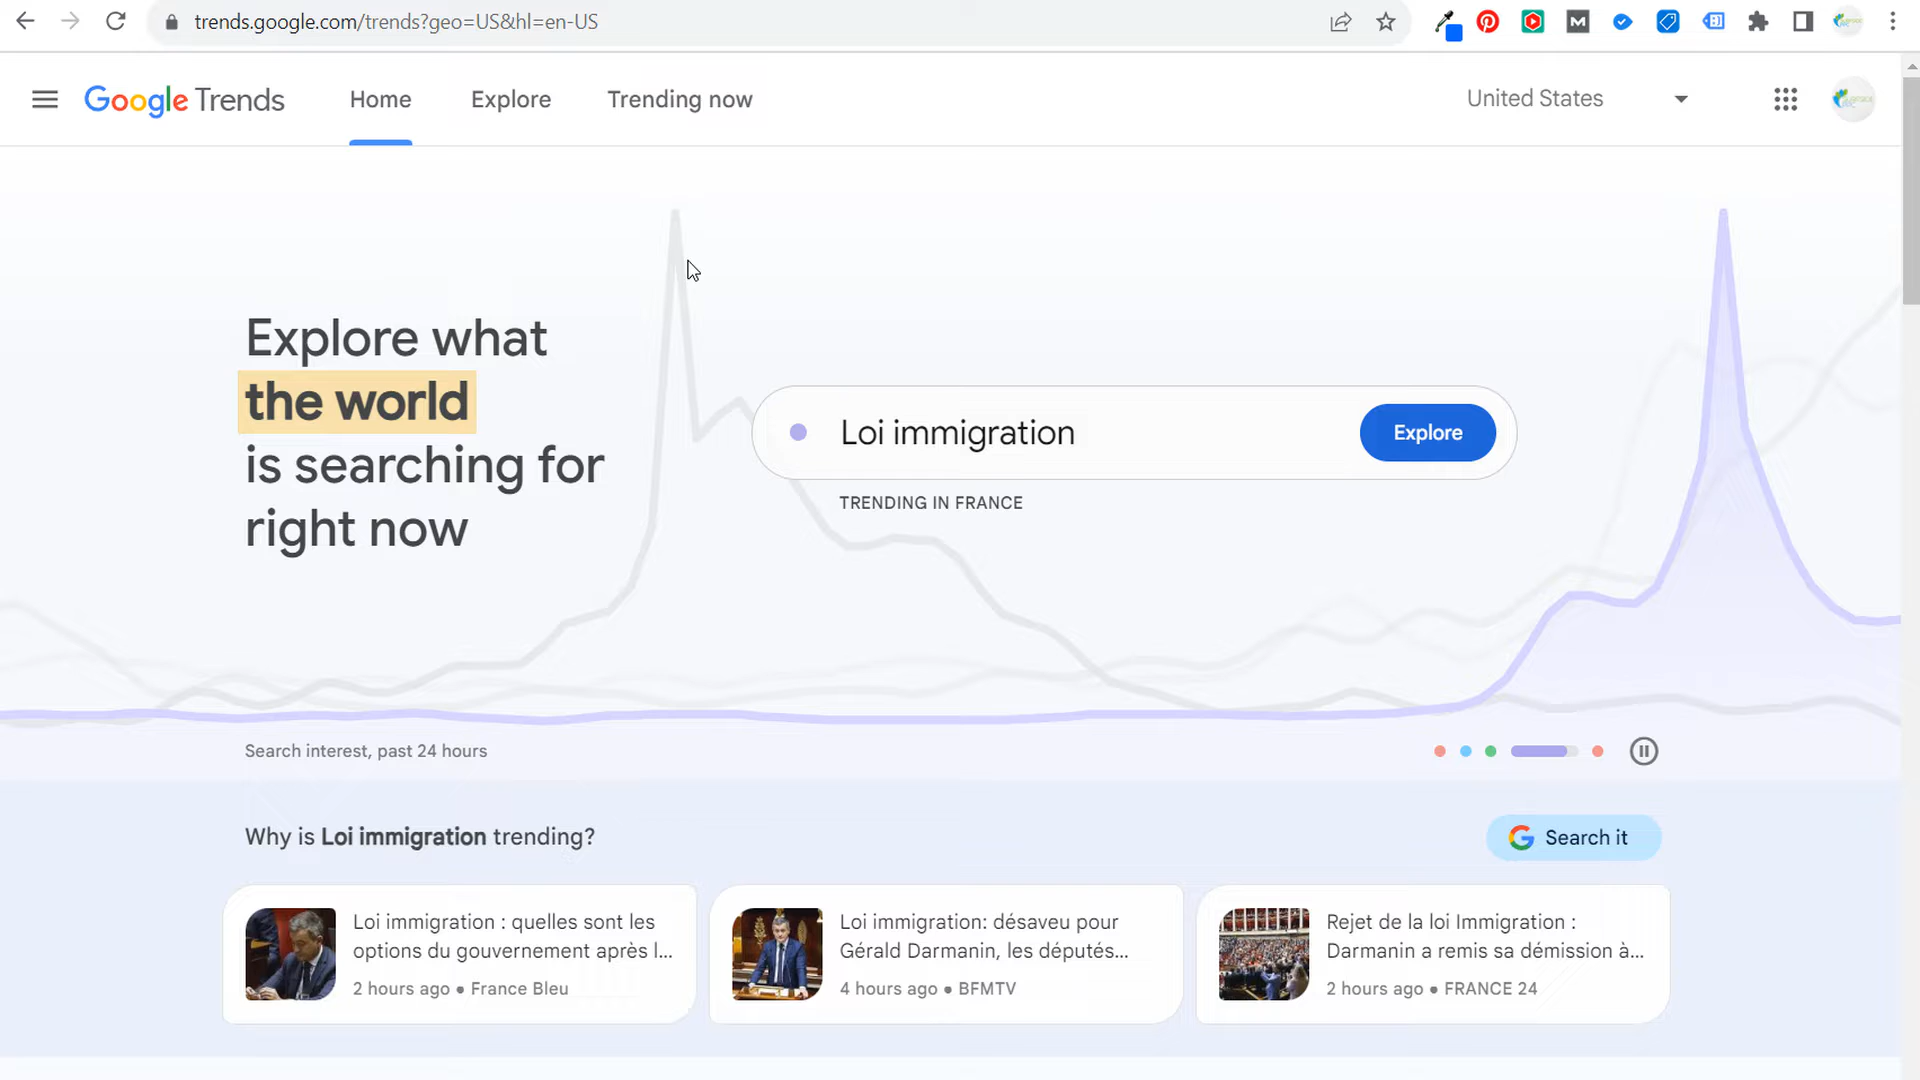 trends.google.com/trends?geo=US&hl=en-US
Google Trends
Home
Explore
Trending now
United States
Explore what
the world
is searching for
right now
Loi immigration
Explore
TRENDING IN FRANCE
Search interest, past 24 hours
Why is Loi immigration trending?
Search it
Loi immigration : quelles sont les
options du gouvernement après l...
2 hours ago • France Bleu
Loi immigration: désaveu pour
Gérald Darmanin, les députés...
4 hours ago • BFMTV
Rejet de la loi Immigration :
Darmanin a remis sa démission à...
2 hours ago • FRANCE 24